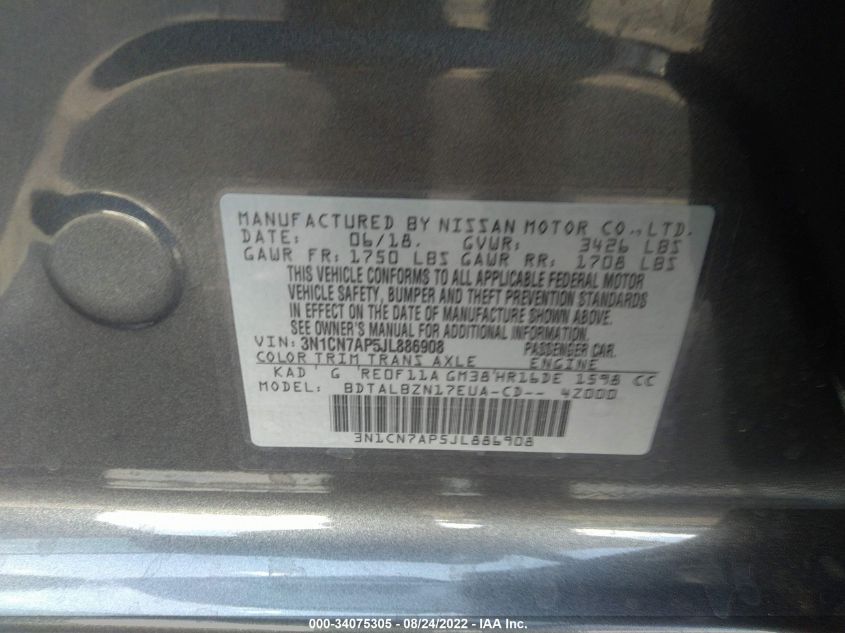 MANUFACTURED BY NISSAN MOTOR CO., LTD.
DATE: 06/18. GVWR: 3426 LBS
GAWR FR: 1750 LBS GAWR RR: 1708 LBS
THIS VEHICLE CONFORMS TO ALL APPLICABLE FEDERAL MOTOR
VEHICLE SAFETY, BUMPER AND THEFT PREVENTION STANDARDS
IN EFFECT ON THE DATE OF MANUFACTURE SHOWN ABOVE.
SEE OWNER'S MANUAL FOR ADDITIONAL INFORMATION.
VIN: 3N1CN7AP5JL886908 PASSENGER CAR.
COLOR TRIM TRANS AXLE ENGINE
KAD G RE0F11A GM38 HR16DE 1598 CC
MODEL: BDTALBZN17EUA-CD-- 4Z000
3N1CN7AP5JL886908
000-34075305 - 08/24/2022 - IAA Inc.